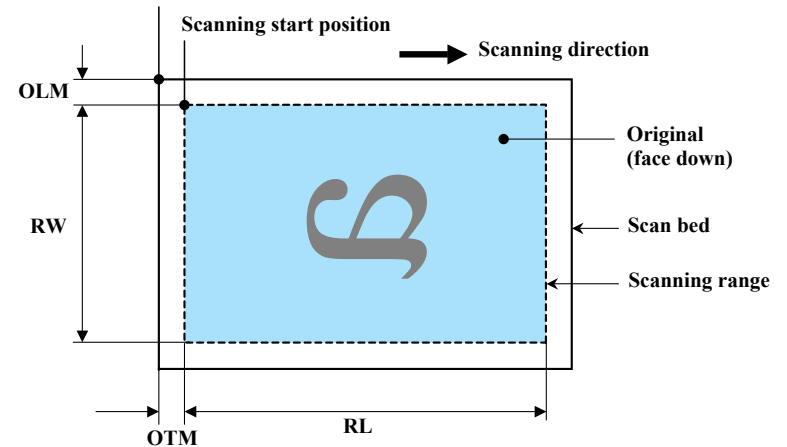 Scanning start position
Scanning direction
OLM
Original
(face down)
RW
Scan bed
Scanning range
RL
OTM